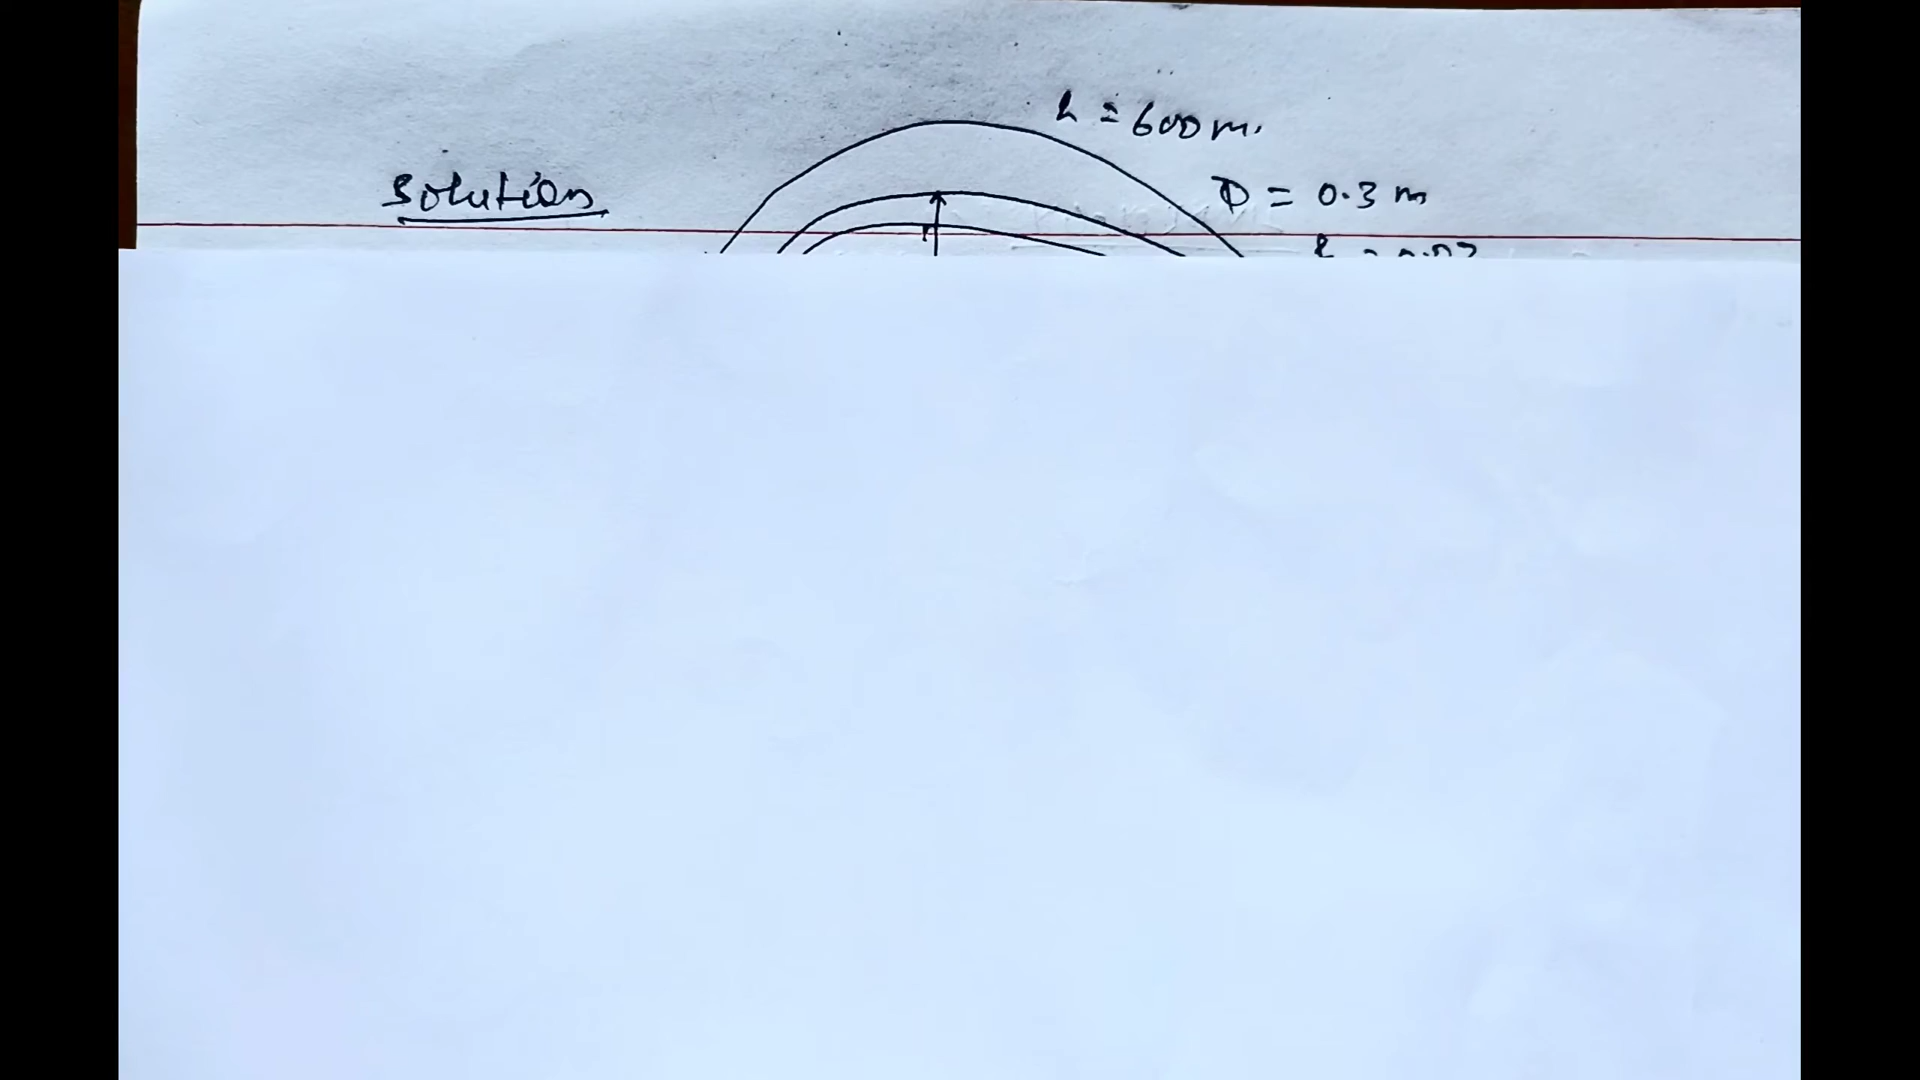 h = 600 m.
Solution
D = 0.3 m